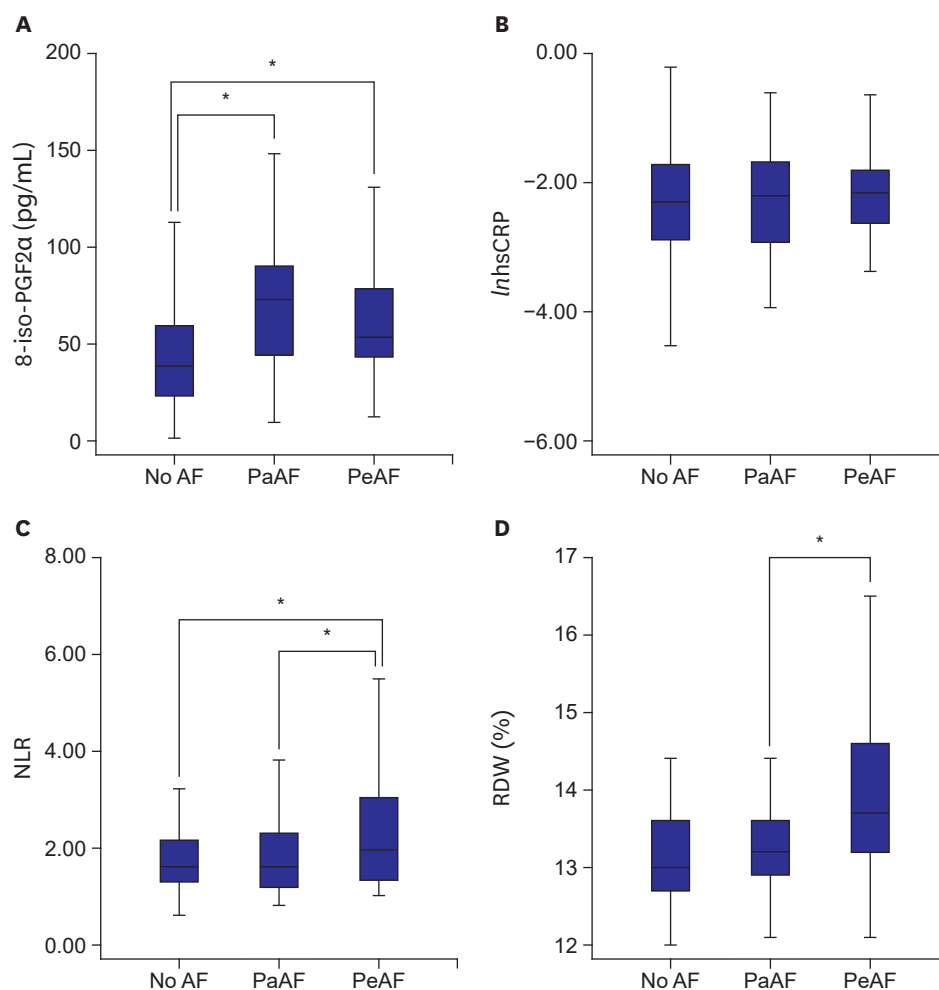 A
200
150
100
50
0
8-iso-PGF2α (pg/mL)
*
*
No AF PaAF PeAF
B
0.00
−2.00
−4.00
−6.00
lnhsCRP
No AF PaAF PeAF
C
8.00
6.00
4.00
2.00
0.00
NLR
*
*
No AF PaAF PeAF
D
17
16
15
14
13
12
RDW (%)
*
No AF PaAF PeAF